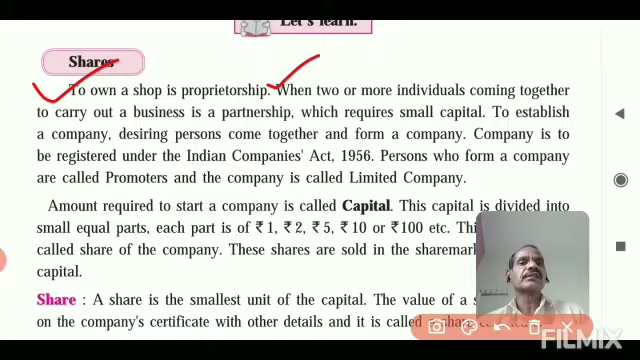 Let's learn.
Shares
To own a shop is proprietorship. When two or more individuals coming together
to carry out a business is a partnership, which requires small capital. To establish
a company, desiring persons come together and form a company. Company is to
be registered under the Indian Companies' Act, 1956. Persons who form a company
are called Promoters and the company is called Limited Company.
Amount required to start a company is called Capital. This capital is divided into
small equal parts, each part is of ₹ 1, ₹ 2, ₹ 5, ₹ 10 or ₹ 100 etc.
called share of the company. These shares are sold in the
capital.
Share : A share is the smallest unit of the capital. The value of a
on the company's certificate with other details and it is called
FILMIX